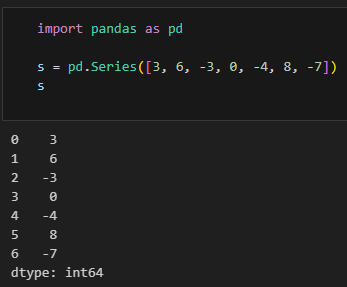 import pandas as pd
s = pd.Series([3, 6, -3, 0, -4, 8, -7])
s
0    3
1    6
2   -3
3    0
4   -4
5    8
6   -7
dtype: int64